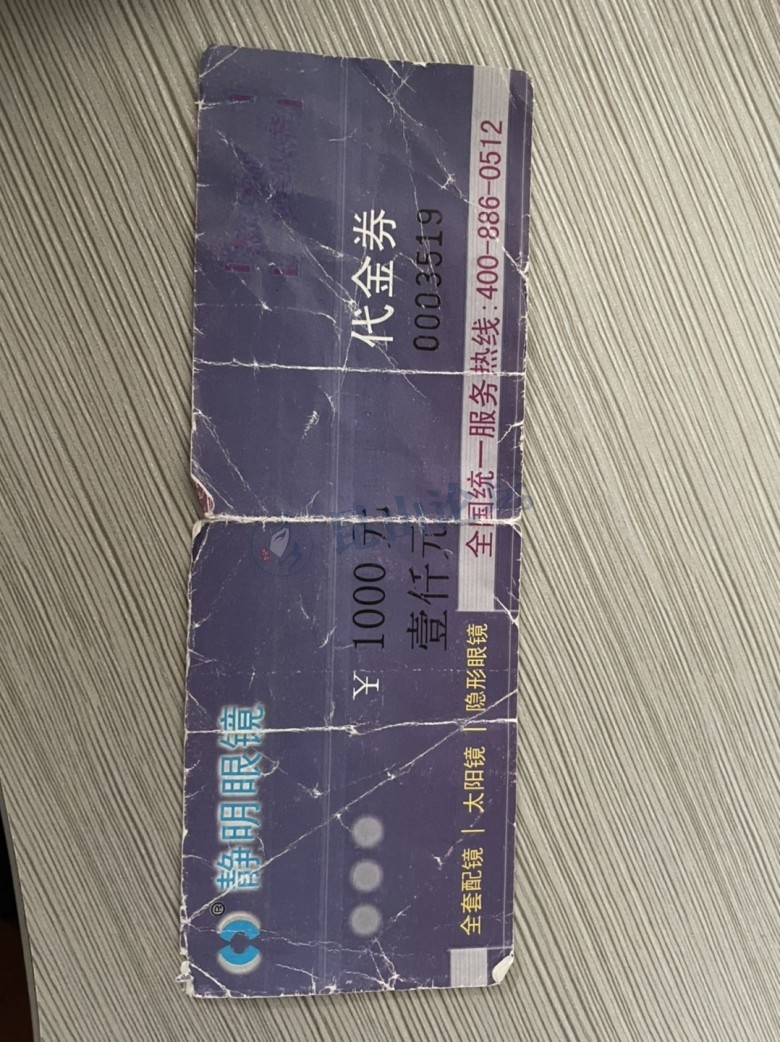 ® 静明眼镜
¥ 1000 元 代金券
壹仟元 0003519
全套配镜 | 太阳镜 | 隐形眼镜 全国统一服务热线:400-886-0512